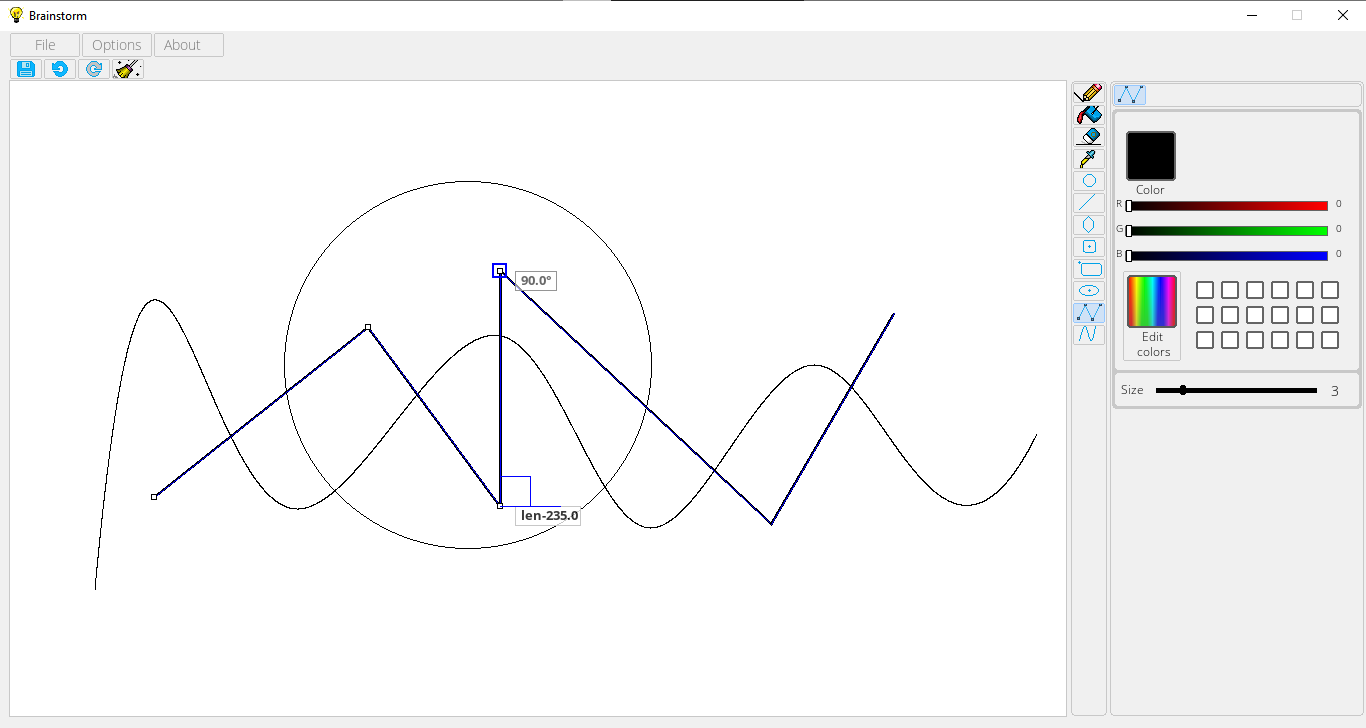 Brainstorm
File Options About
Color
R 0
G 0
B 0
90.0°
Edit
colors
Size 3
len-235.0